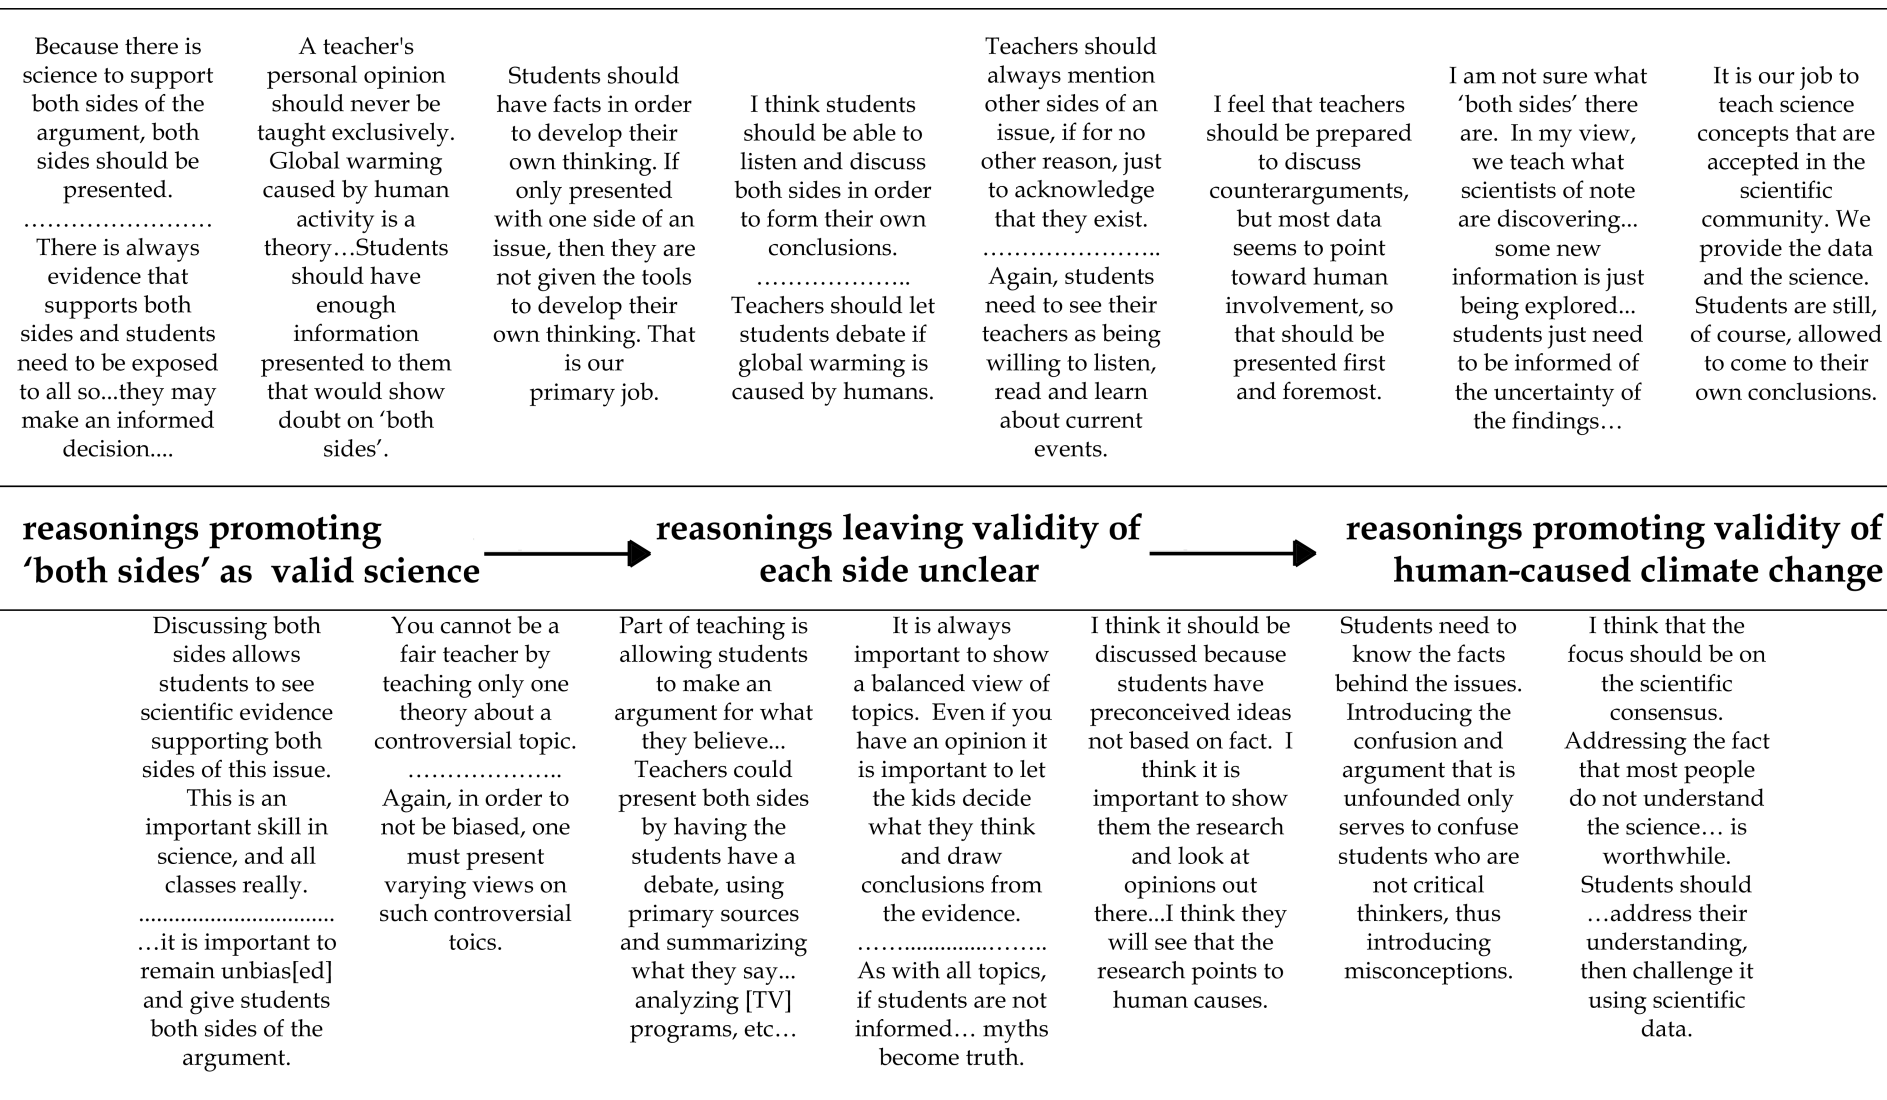 Because there is
science to support
both sides of the
argument, both
sides should be
presented.
……………………
There is always
evidence that
supports both
sides and students
need to be exposed
to all so...they may
make an informed
decision....
A teacher's
personal opinion
should never be
taught exclusively.
Global warming
caused by human
activity is a
theory…Students
should have
enough
information
presented to them
that would show
doubt on ‘both
sides’.
Students should
have facts in order
to develop their
own thinking. If
only presented
with one side of an
issue, then they are
not given the tools
to develop their
own thinking. That
is our
primary job.
I think students
should be able to
listen and discuss
both sides in order
to form their own
conclusions.
………………..
Teachers should let
students debate if
global warming is
caused by humans.
Teachers should
always mention
other sides of an
issue, if for no
other reason, just
to acknowledge
that they exist.
…………………..
Again, students
need to see their
teachers as being
willing to listen,
read and learn
about current
events.
I feel that teachers
should be prepared
to discuss
counterarguments,
but most data
seems to point
toward human
involvement, so
that should be
presented first
and foremost.
I am not sure what
‘both sides’ there
are.  In my view,
we teach what
scientists of note
are discovering...
some new
information is just
being explored...
students just need
to be informed of
the uncertainty of
the findings…
It is our job to
teach science
concepts that are
accepted in the
scientific
community. We
provide the data
and the science.
Students are still,
of course, allowed
to come to their
own conclusions.
reasonings promoting
‘both sides’ as  valid science
reasonings leaving validity of
each side unclear
reasonings promoting validity of
human-caused climate change
Discussing both
sides allows
students to see
scientific evidence
supporting both
sides of this issue.
This is an
important skill in
science, and all
classes really.
.................................
…it is important to
remain unbias[ed]
and give students
both sides of the
argument.
You cannot be a
fair teacher by
teaching only one
theory about a
controversial topic.
………………..
Again, in order to
not be biased, one
must present
varying views on
such controversial
toics.
Part of teaching is
allowing students
to make an
argument for what
they believe...
Teachers could
present both sides
by having the
students have a
debate, using
primary sources
and summarizing
what they say...
analyzing [TV]
programs, etc…
It is always
important to show
a balanced view of
topics.  Even if you
have an opinion it
is important to let
the kids decide
what they think
and draw
conclusions from
the evidence.
……..............……..
As with all topics,
if students are not
informed… myths
become truth.
I think it should be
discussed because
students have
preconceived ideas
not based on fact.  I
think it is
important to show
them the research
and look at
opinions out
there...I think they
will see that the
research points to
human causes.
Students need to
know the facts
behind the issues.
Introducing the
confusion and
argument that is
unfounded only
serves to confuse
students who are
not critical
thinkers, thus
introducing
misconceptions.
I think that the
focus should be on
the scientific
consensus.
Addressing the fact
that most people
do not understand
the science… is
worthwhile.
Students should
…address their
understanding,
then challenge it
using scientific
data.